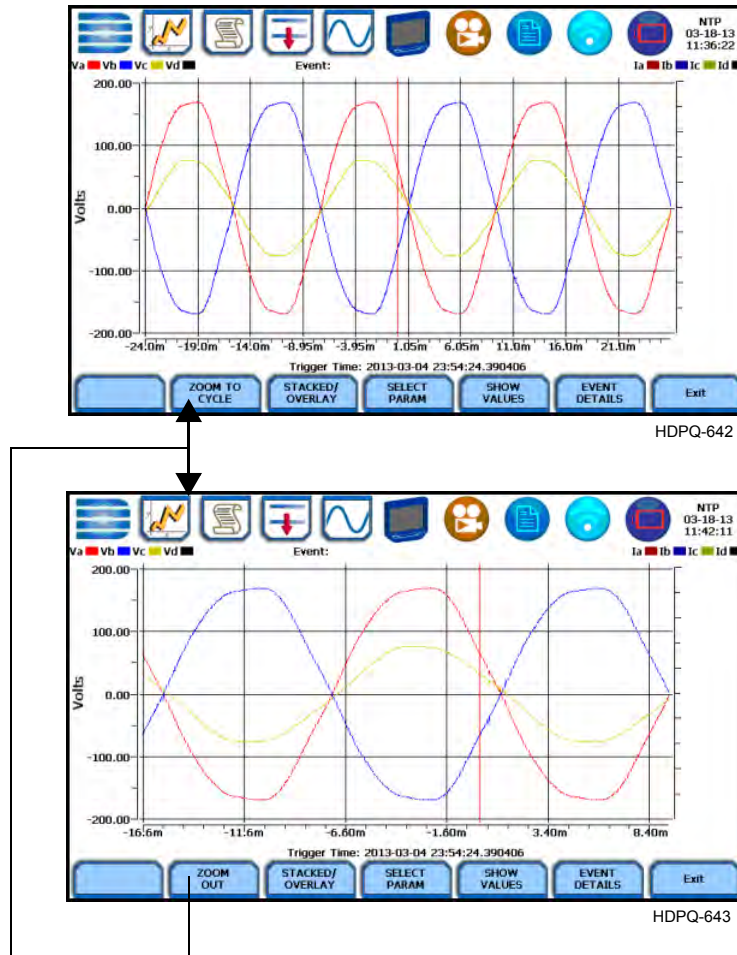 NTP
03-18-13
11:36:22
Va Vb Vc Vd Event: Ia Ib Ic Id
200.00
100.00
0.00
-100.00
-200.00
Volts
-24.0m -19.0m -14.0m -8.95m -3.95m 1.05m 6.05m 11.0m 16.0m 21.0m
Trigger Time: 2013-03-04 23:54:24.390406
ZOOM TO CYCLE STACKED/ OVERLAY SELECT PARAM SHOW VALUES EVENT DETAILS Exit
HDPQ-642
NTP
03-18-13
11:42:11
Va Vb Vc Vd Event: Ia Ib Ic Id
200.00
100.00
0.00
-100.00
-200.00
Volts
-16.6m -11.6m -6.60m -1.60m 3.40m 8.40m
Trigger Time: 2013-03-04 23:54:24.390406
ZOOM OUT STACKED/ OVERLAY SELECT PARAM SHOW VALUES EVENT DETAILS Exit
HDPQ-643